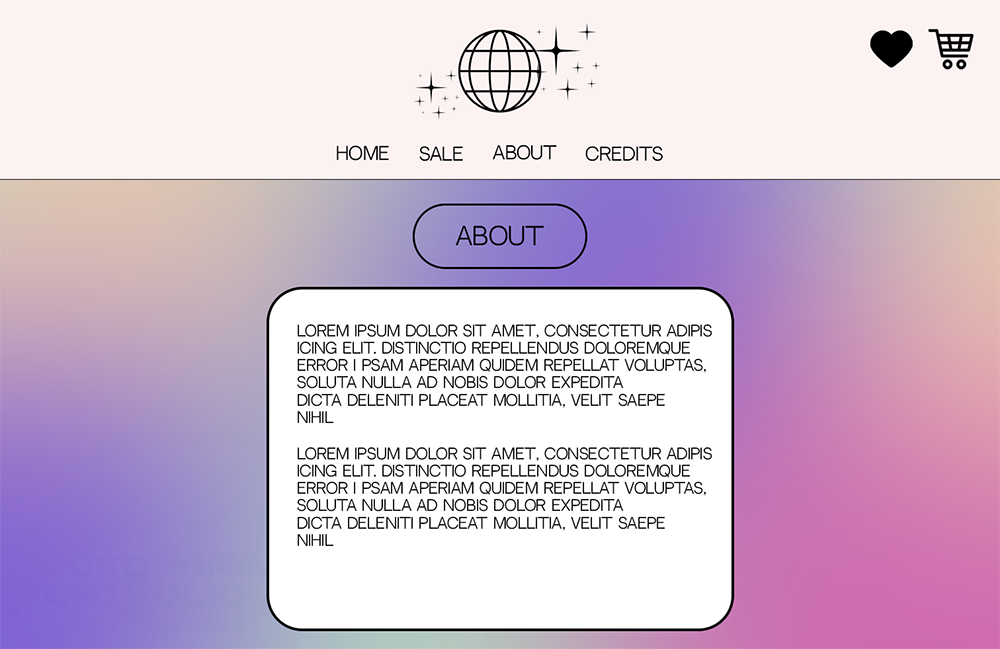 HOME SALE ABOUT CREDITS
ABOUT
LOREM IPSUM DOLOR SIT AMET, CONSECTETUR ADIPIS
ICING ELIT. DISTINCTIO REPELLENDUS DOLOREMQUE
ERROR I PSAM APERIAM QUIDEM REPELLAT VOLUPTAS,
SOLUTA NULLA AD NOBIS DOLOR EXPEDITA
DICTA DELENITI PLACEAT MOLLITIA, VELIT SAEPE
NIHIL
LOREM IPSUM DOLOR SIT AMET, CONSECTETUR ADIPIS
ICING ELIT. DISTINCTIO REPELLENDUS DOLOREMQUE
ERROR I PSAM APERIAM QUIDEM REPELLAT VOLUPTAS,
SOLUTA NULLA AD NOBIS DOLOR EXPEDITA
DICTA DELENITI PLACEAT MOLLITIA, VELIT SAEPE
NIHIL